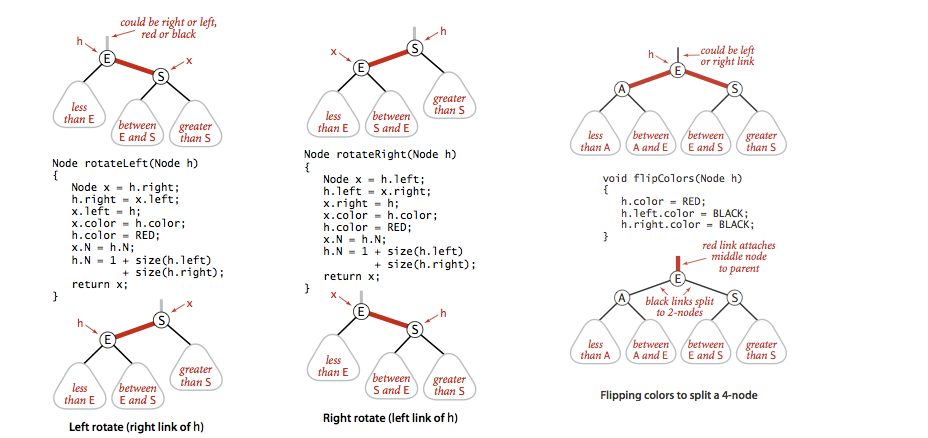 could be right or left,
red or black
h
E
x
S
less
than E
between
E and S
greater
than S
Node rotateLeft(Node h)
{
Node x = h.right;
h.right = x.left;
x.left = h;
x.color = h.color;
h.color = RED;
x.N = h.N;
h.N = 1 + size(h.left)
+ size(h.right);
return x;
}
x
h
S
E
less
than E
between
E and S
greater
than S
Left rotate (right link of h)
h
x
S
E
less
than E
between
S and E
greater
than S
Node rotateRight(Node h)
{
Node x = h.left;
h.left = x.right;
x.right = h;
x.color = h.color;
h.color = RED;
x.N = h.N;
h.N = 1 + size(h.left)
+ size(h.right);
return x;
}
x
E
h
S
less
than E
between
S and E
greater
than S
Right rotate (left link of h)
h
could be left
or right link
E
A
S
less
than A
between
A and E
between
E and S
greater
than S
void flipColors(Node h)
{
h.color = RED;
h.left.color = BLACK;
h.right.color = BLACK;
}
red link attaches
middle node
to parent
E
A
S
black links split
to 2-nodes
less
than A
between
A and E
between
E and S
greater
than S
Flipping colors to split a 4-node